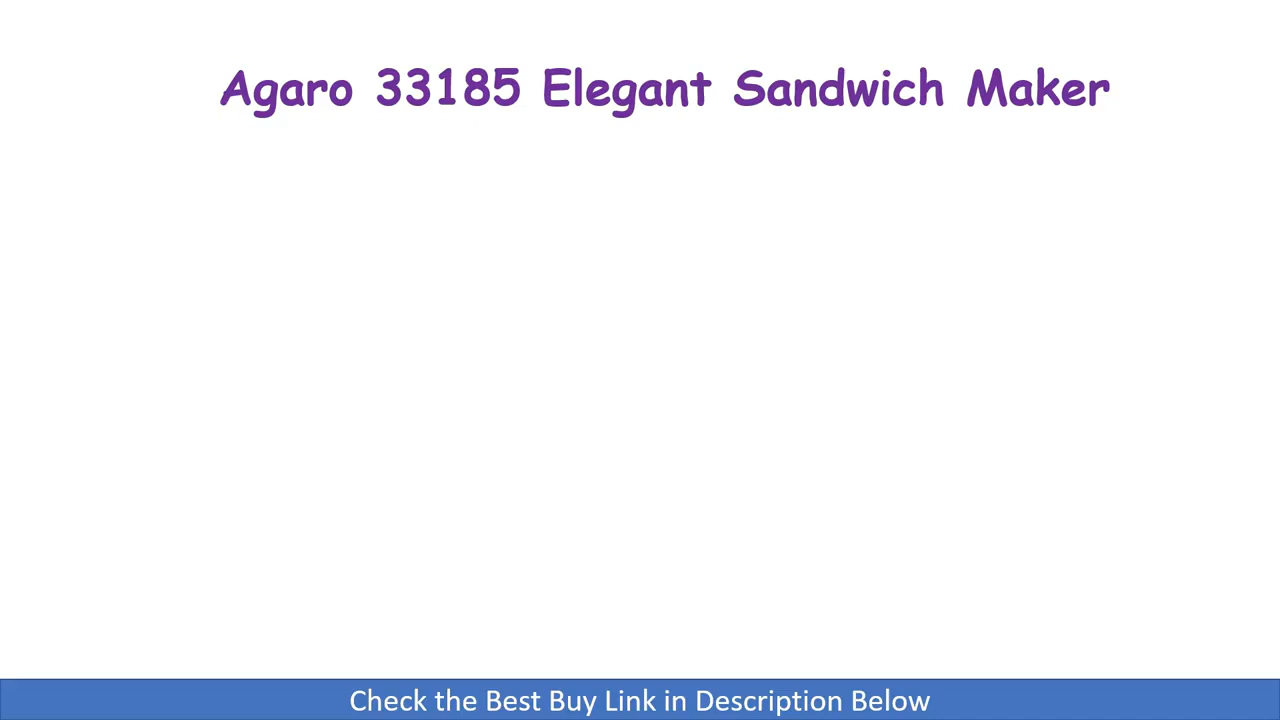 Agaro 33185 Elegant Sandwich Maker
Check the Best Buy Link in Description Below